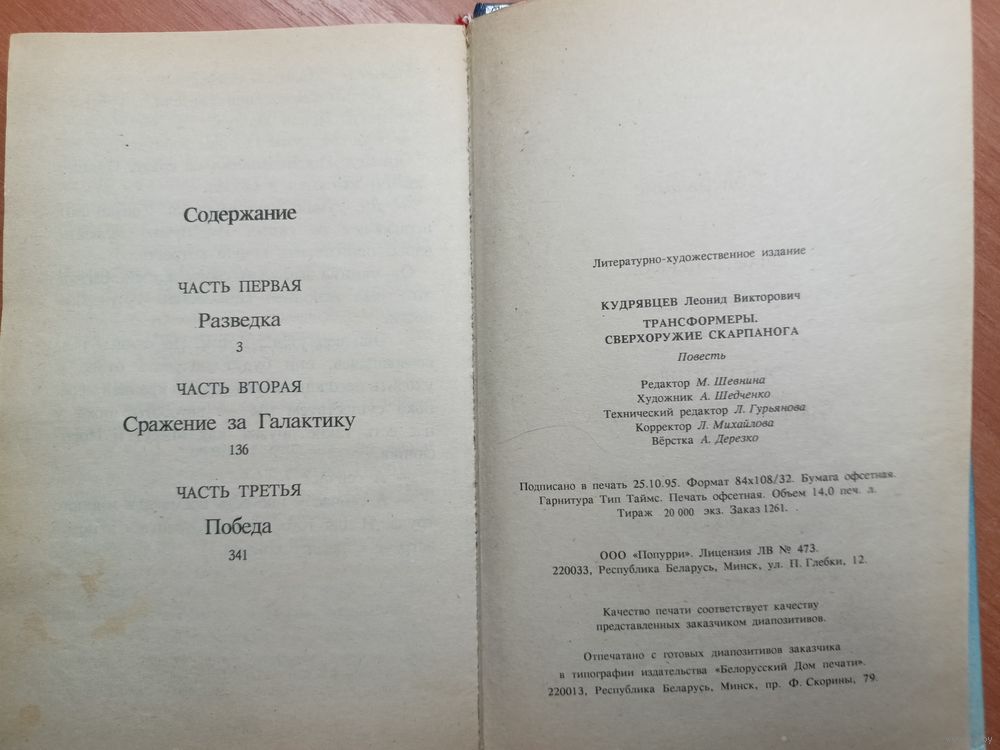 Содержание
ЧАСТЬ ПЕРВАЯ
Разведка
3
ЧАСТЬ ВТОРАЯ
Сражение за Галактику
136
ЧАСТЬ ТРЕТЬЯ
Победа
341
Литературно-художественное издание
КУДРЯВЦЕВ Леонид Викторович
ТРАНСФОРМЕРЫ.
СВЕРХОРУЖИЕ СКАРПАНОГА
Повесть
Редактор М. Шевнина
Художник А. Шедченко
Технический редактор Л. Гурьянова
Корректор Л. Михайлова
Вёрстка А. Дерезко
Подписано в печать 25.10.95. Формат 84х108/32. Бумага офсетная.
Гарнитура Тип Таймс. Печать офсетная. Объем 14,0 печ. л.
Тираж 20 000 экз. Заказ 1261.
ООО «Попурри». Лицензия ЛВ № 473.
220033, Республика Беларусь, Минск, ул. П. Глебки, 12.
Качество печати соответствует качеству
представленных заказчиком диапозитивов.
Отпечатано с готовых диапозитивов заказчика
в типографии издательства «Белорусский Дом печати».
220013, Республика Беларусь, Минск, пр. Ф. Скорины, 79.